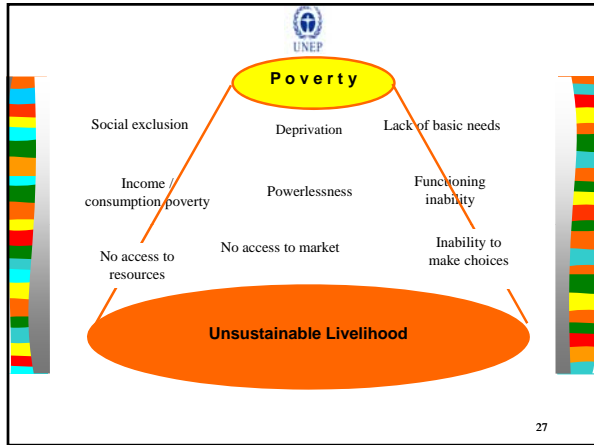 UNEP
Poverty
Social exclusion
Deprivation
Lack of basic needs
Income /
consumption poverty
Powerlessness
Functioning
inability
No access to
resources
No access to market
Inability to
make choices
Unsustainable Livelihood
27